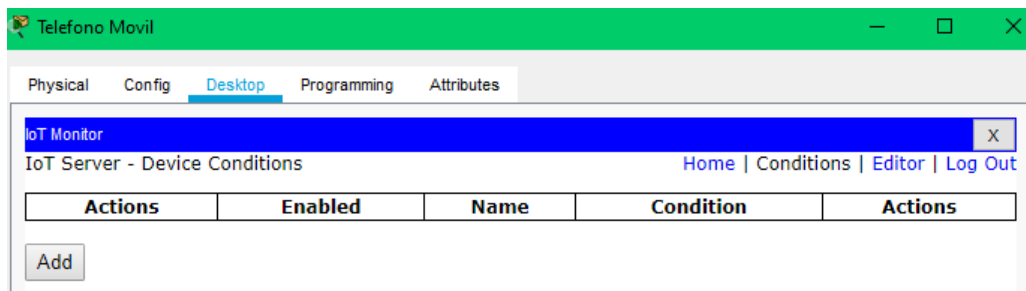 Telefono Movil
Physical Config Desktop Programming Attributes
IoT Monitor X
IoT Server - Device Conditions Home | Conditions | Editor | Log Out
Actions Enabled Name Condition Actions
Add